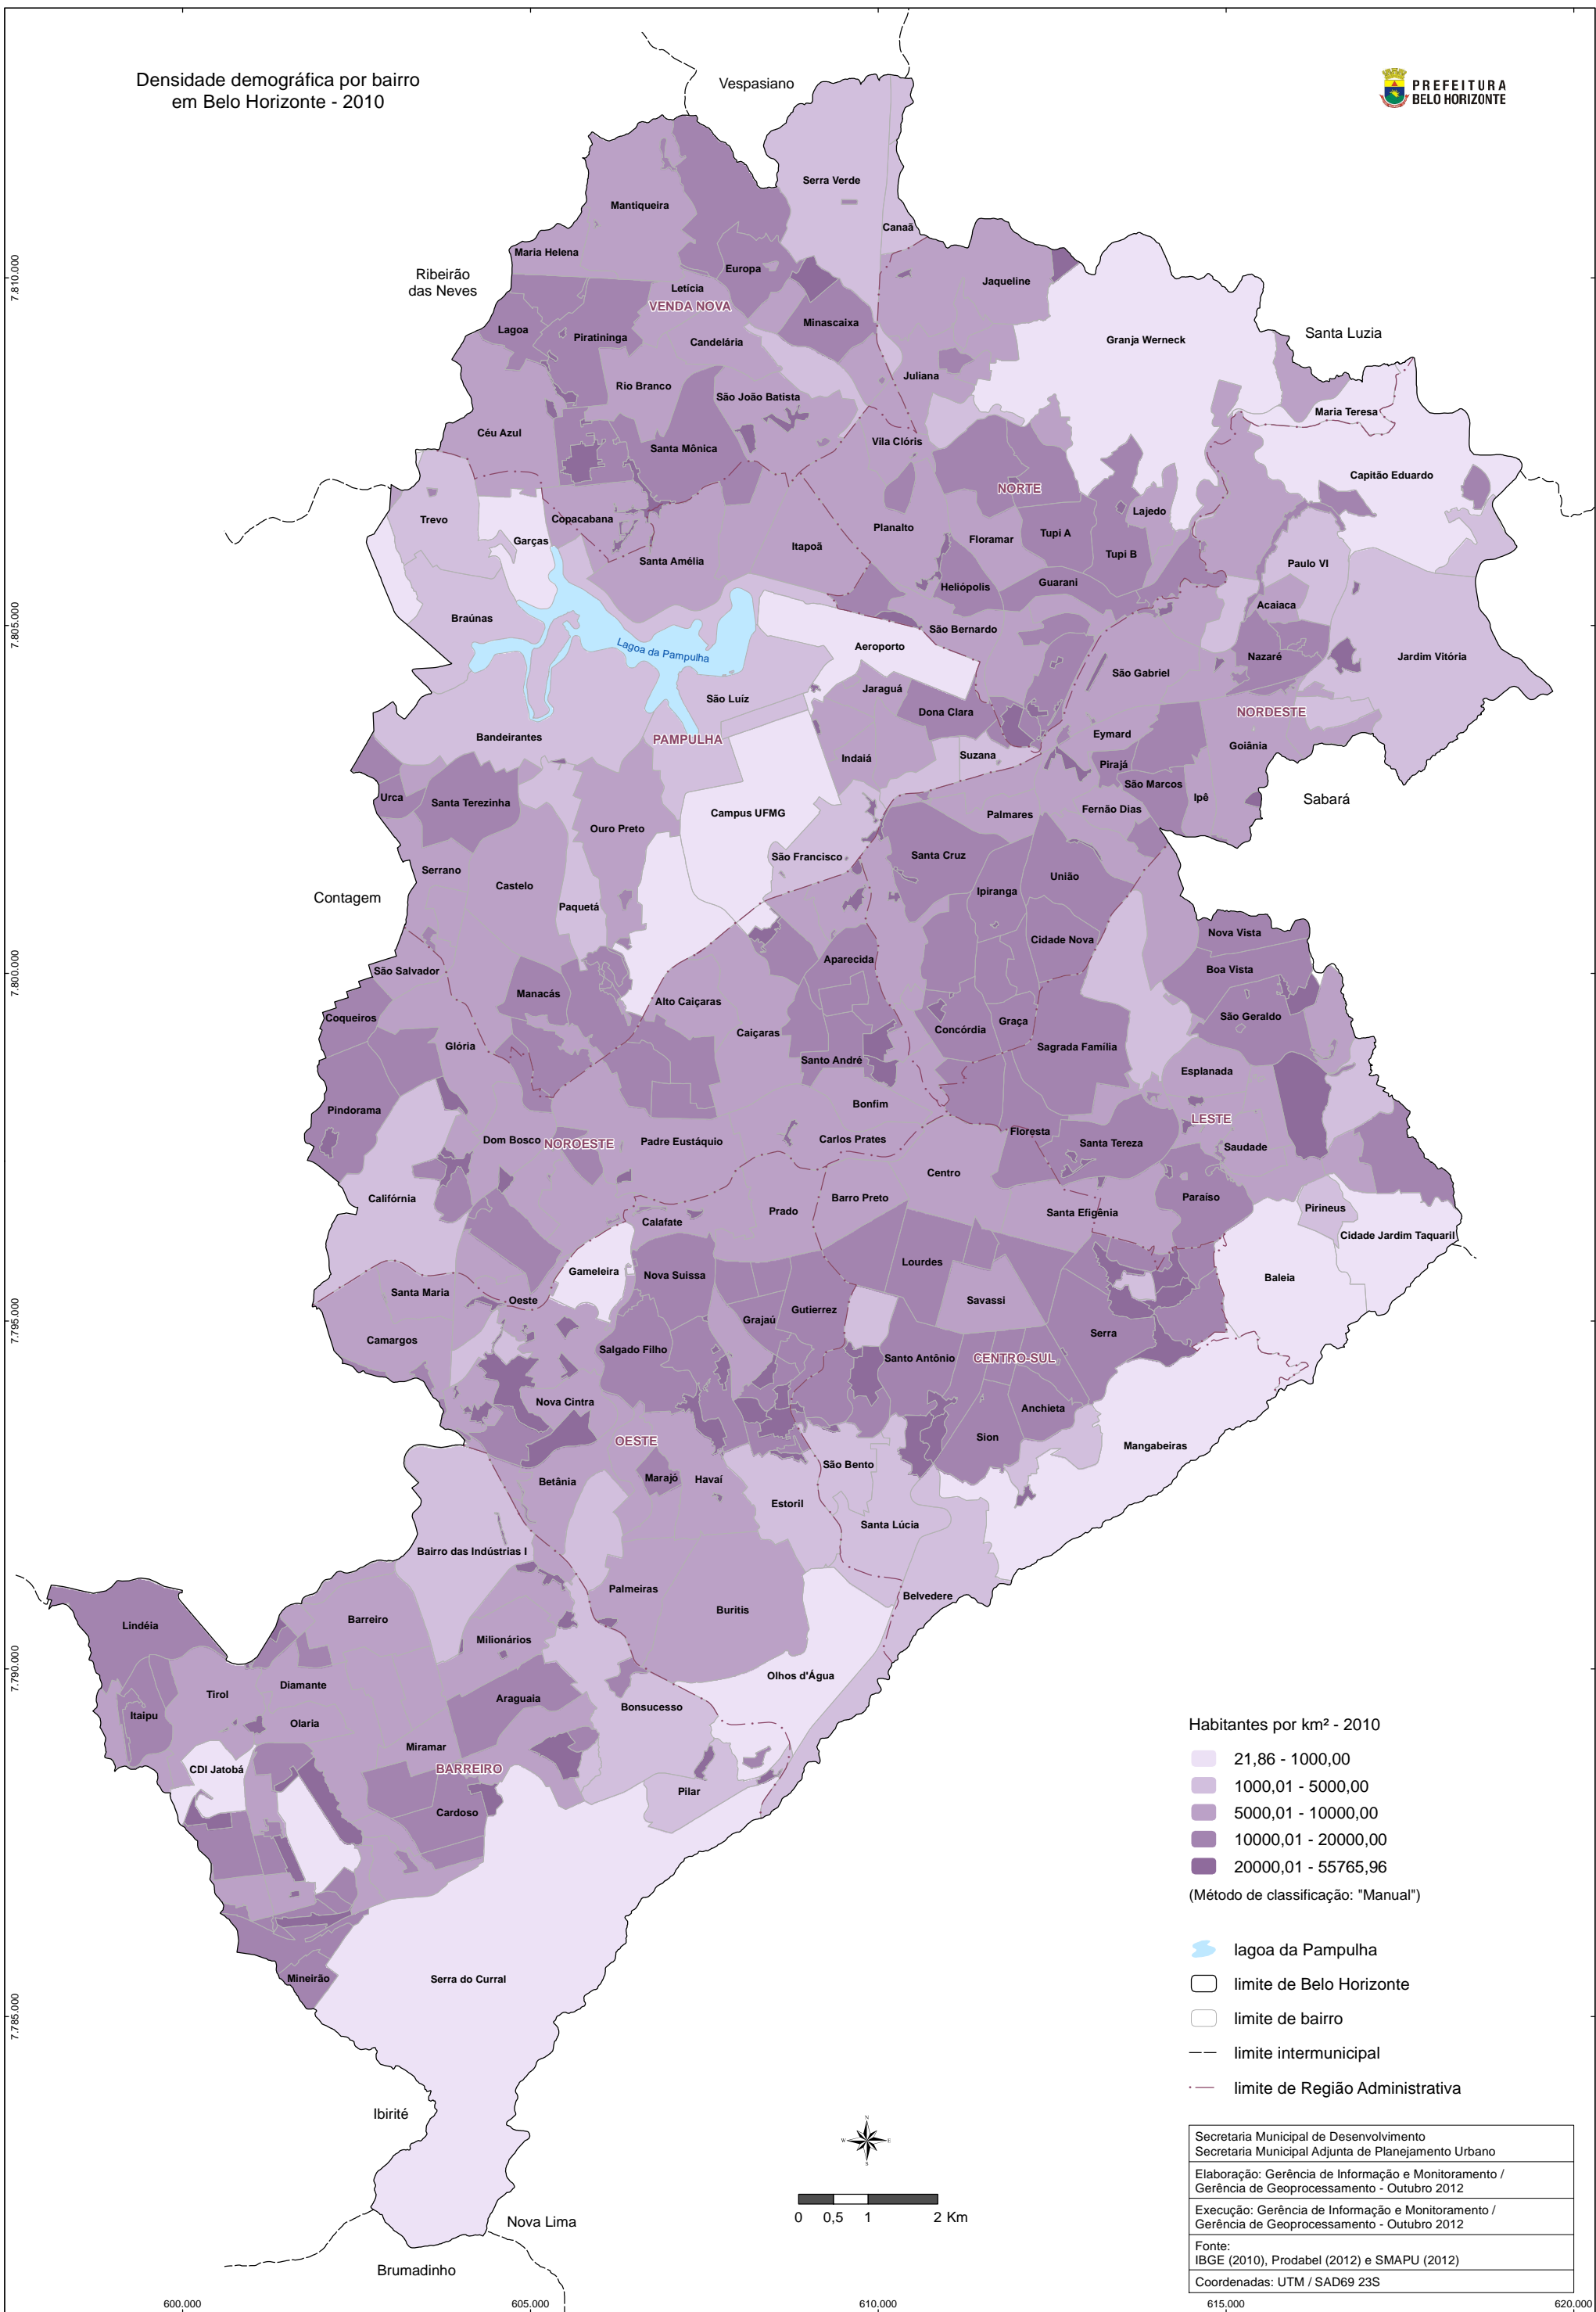 Densidade demográfica por bairro
em Belo Horizonte - 2010
PREFEITURA
BELO HORIZONTE
Vespasiano
Serra Verde
Mantiqueira
Canaã
Maria Helena
Europa
Jaqueline
Ribeirão
das Neves
7.810.000
Letícia
VENDA NOVA
Lagoa
Piratininga
Minascaixa
Candelária
Granja Werneck
Santa Luzia
Juliana
Rio Branco
São João Batista
Maria Teresa
Céu Azul
Santa Mônica
Vila Clóris
Capitão Eduardo
NORTE
Trevo
Copacabana
Lajedo
Garças
Planalto
Floramar
Tupi A
Itapoã
Tupi B
Santa Amélia
Paulo VI
Heliópolis
Guarani
Acaiaca
7.805.000
Braúnas
São Bernardo
Lagoa da Pampulha
Aeroporto
Nazaré
Jardim Vitória
São Gabriel
Jaraguá
São Luíz
Dona Clara
NORDESTE
Bandeirantes
PAMPULHA
Eymard
Goiânia
Indaiá
Suzana
Pirajá
São Marcos
Urca
Santa Terezinha
Ipê
Sabará
Fernão Dias
Campus UFMG
Palmares
Ouro Preto
São Francisco
Santa Cruz
Serrano
União
Castelo
Ipiranga
Contagem
Paquetá
Nova Vista
Cidade Nova
Aparecida
São Salvador
Boa Vista
7.800.000
Manacás
Alto Caiçaras
Coqueiros
São Geraldo
Graça
Concórdia
Caiçaras
Glória
Sagrada Família
Santo André
Esplanada
Bonfim
Pindorama
LESTE
Floresta
Dom Bosco
NOROESTE
Padre Eustáquio
Carlos Prates
Santa Tereza
Saudade
Centro
Califórnia
Barro Preto
Paraíso
Prado
Santa Efigênia
Pirineus
Calafate
Cidade Jardim Taquaril
Lourdes
Gameleira
Nova Suissa
Baleia
Santa Maria
Oeste
Savassi
Gutierrez
Grajaú
7.795.000
Serra
Camargos
Salgado Filho
Santo Antônio
CENTRO-SUL
Nova Cintra
Anchieta
OESTE
Sion
Mangabeiras
São Bento
Betânia
Marajó
Havaí
Estoril
Santa Lúcia
Bairro das Indústrias I
Palmeiras
Belvedere
Buritis
Lindéia
Barreiro
Milionários
7.790.000
Olhos d'Água
Tirol
Diamante
Araguaia
Bonsucesso
Itaipu
Olaria
Miramar
BARREIRO
CDI Jatobá
Pilar
Cardoso
Mineirão
Serra do Curral
7.785.000
Ibirité
Nova Lima
Brumadinho
Habitantes por km² - 2010
21,86 - 1000,00
1000,01 - 5000,00
5000,01 - 10000,00
10000,01 - 20000,00
20000,01 - 55765,96
(Método de classificação: "Manual")
lagoa da Pampulha
limite de Belo Horizonte
limite de bairro
limite intermunicipal
limite de Região Administrativa
N
W E
S
0 0,5 1 2 Km
Secretaria Municipal de Desenvolvimento
Secretaria Municipal Adjunta de Planejamento Urbano
Elaboração: Gerência de Informação e Monitoramento /
Gerência de Geoprocessamento - Outubro 2012
Execução: Gerência de Informação e Monitoramento /
Gerência de Geoprocessamento - Outubro 2012
Fonte:
IBGE (2010), Prodabel (2012) e SMAPU (2012)
Coordenadas: UTM / SAD69 23S
600.000 605.000 610.000 615.000 620.000